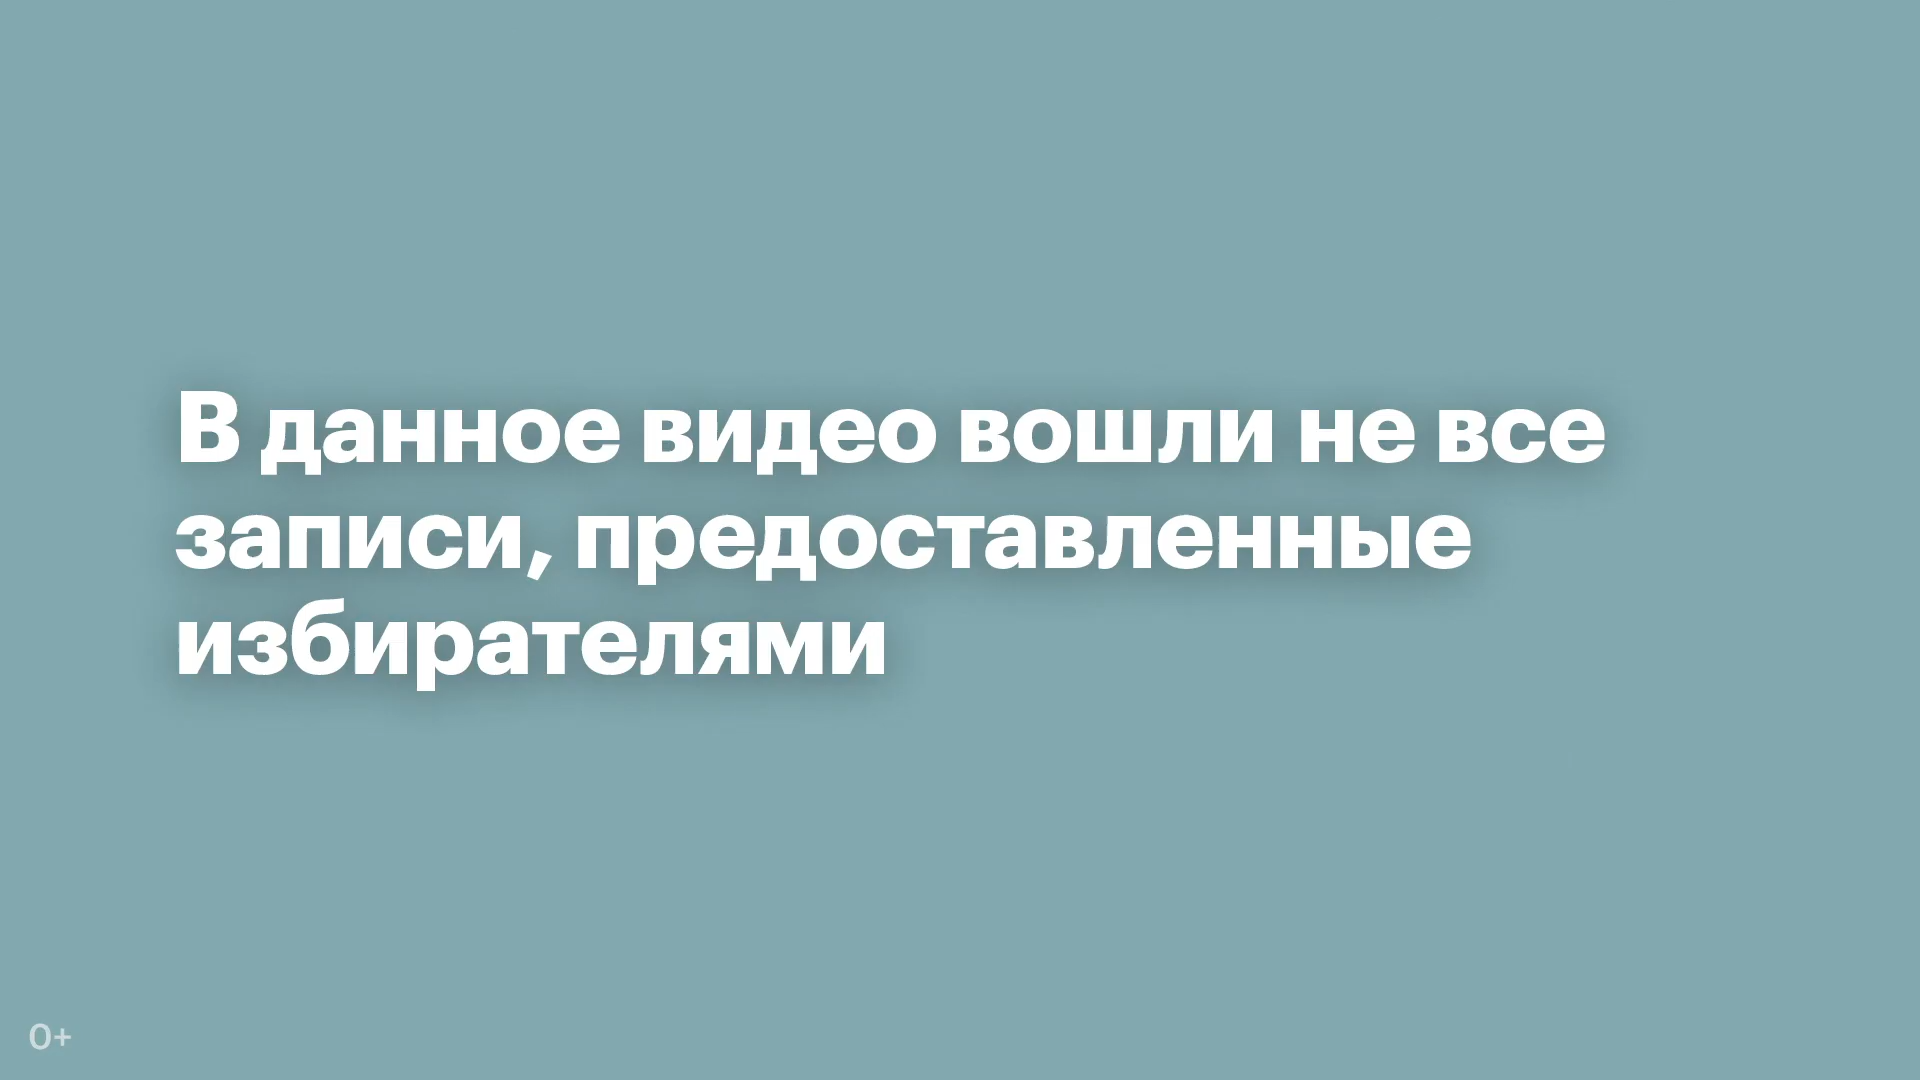 В данное видео вошли не все
записи, предоставленные
избирателями
0+